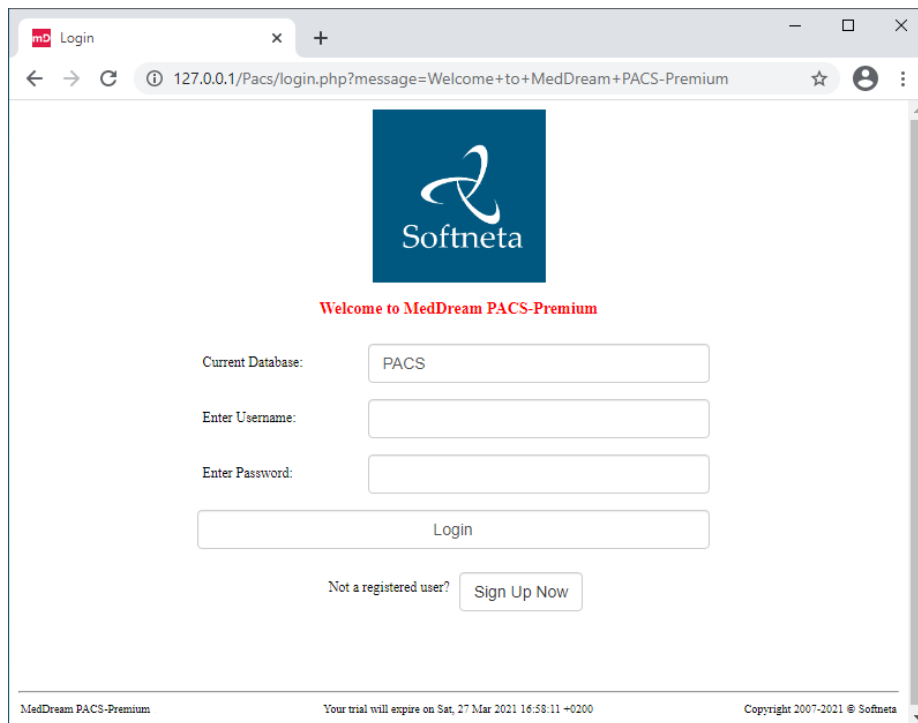 mD Login
127.0.0.1/Pacs/login.php?message=Welcome+to+MedDream+PACS-Premium
Softneta
Welcome to MedDream PACS-Premium
Current Database: PACS
Enter Username:
Enter Password:
Login
Not a registered user? Sign Up Now
MedDream PACS-Premium Your trial will expire on Sat, 27 Mar 2021 16:58:11 +0200 Copyright 2007-2021 © Softneta